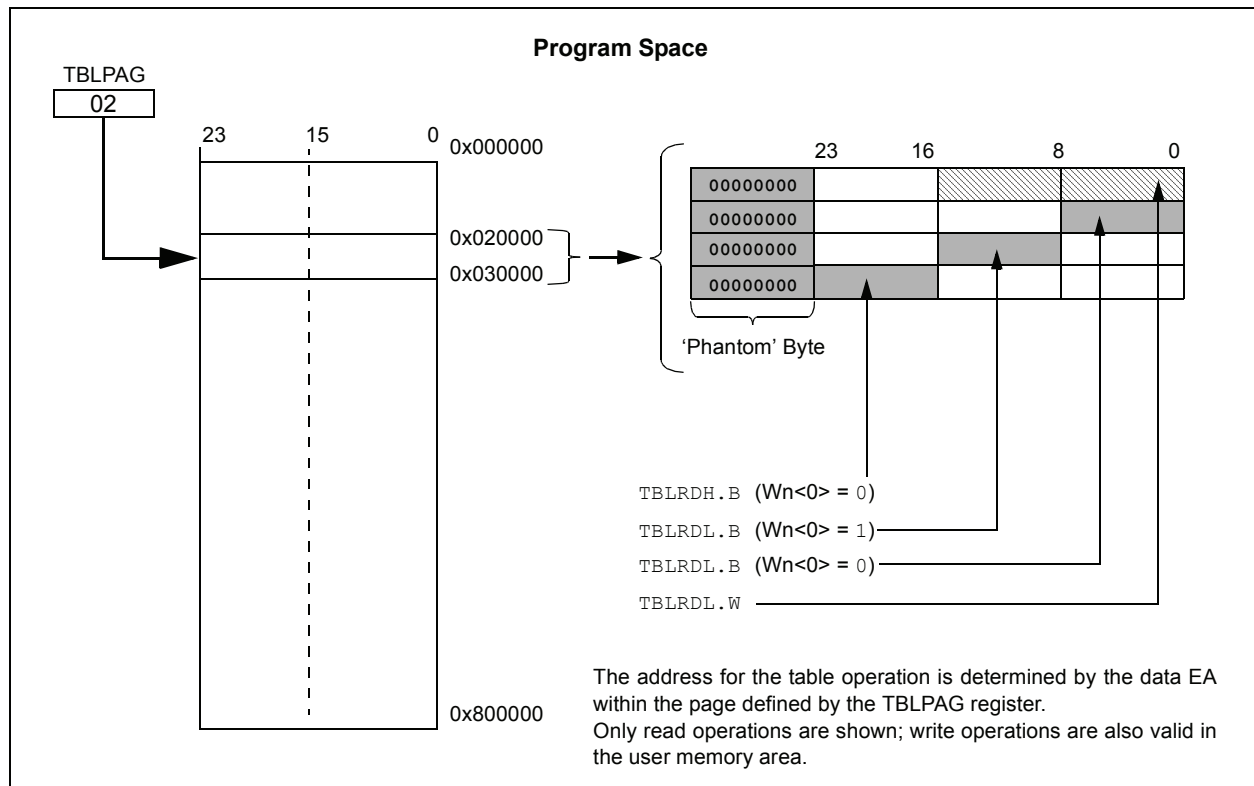 Program Space
TBLPAG
02
23 15 0
0x000000
0x020000
0x030000
0x800000
23 16 8 0
00000000
00000000
00000000
00000000
‘Phantom’ Byte
TBLRDH.B (Wn<0> = 0)
TBLRDL.B (Wn<0> = 1)
TBLRDL.B (Wn<0> = 0)
TBLRDL.W
The address for the table operation is determined by the data EA
within the page defined by the TBLPAG register.
Only read operations are shown; write operations are also valid in
the user memory area.